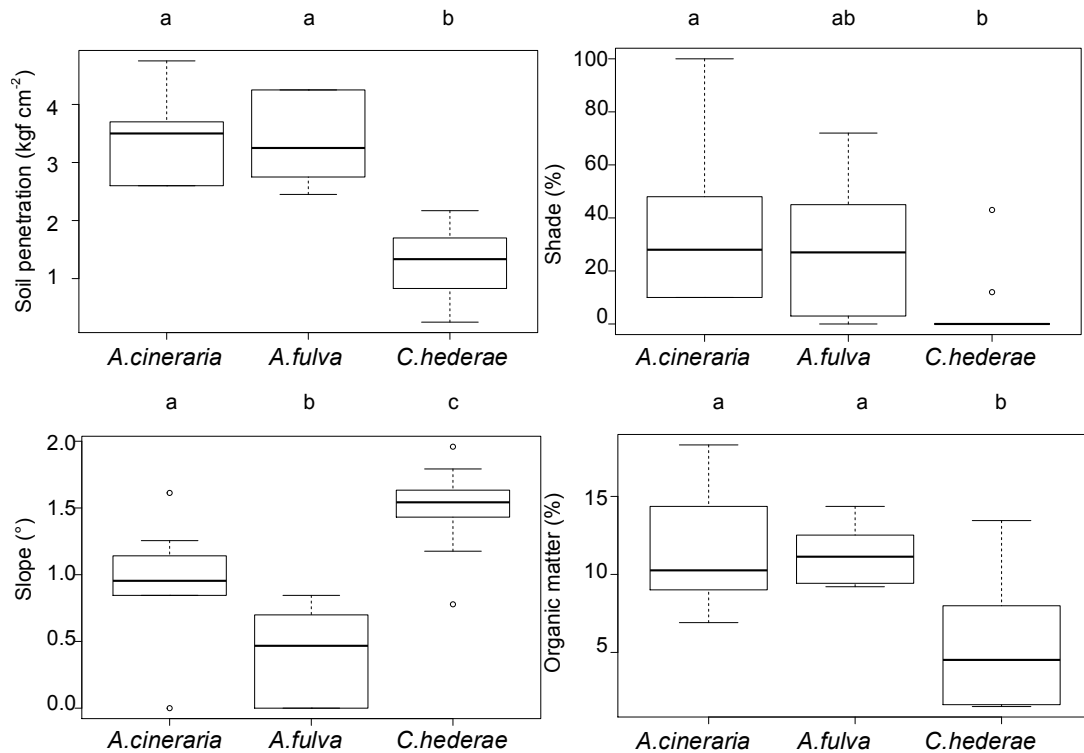 a a b
Soil penetration (kgf cm⁻²)
4
3
2
1
A.cineraria A.fulva C.hederae
a ab b
Shade (%)
100
80
60
40
20
0
A.cineraria A.fulva C.hederae
a b c
Slope (°)
2.0
1.5
1.0
0.5
0.0
A.cineraria A.fulva C.hederae
a a b
Organic matter (%)
15
10
5
A.cineraria A.fulva C.hederae